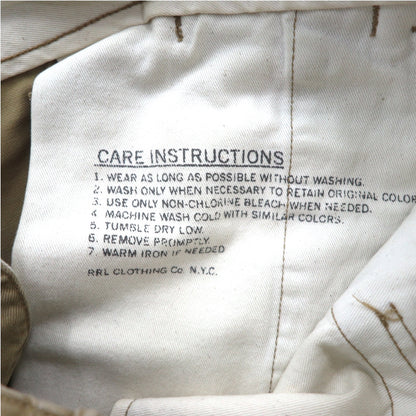 CARE INSTRUCTIONS
1. WEAR AS LONG AS POSSIBLE WITHOUT WASHING.
2. WASH ONLY WHEN NECESSARY TO RETAIN ORIGINAL COLOR
3. USE ONLY NON-CHLORINE BLEACH WHEN NEEDED.
4 MACHINE WASH COLD WITH SIMILAR COLORS.
5. TUMBLE DRY LOW.
6. REMOVE PROMPTLY.
7. WARM IRON IF NEEDED
RRL CLOTHING Co. N.Y.C.